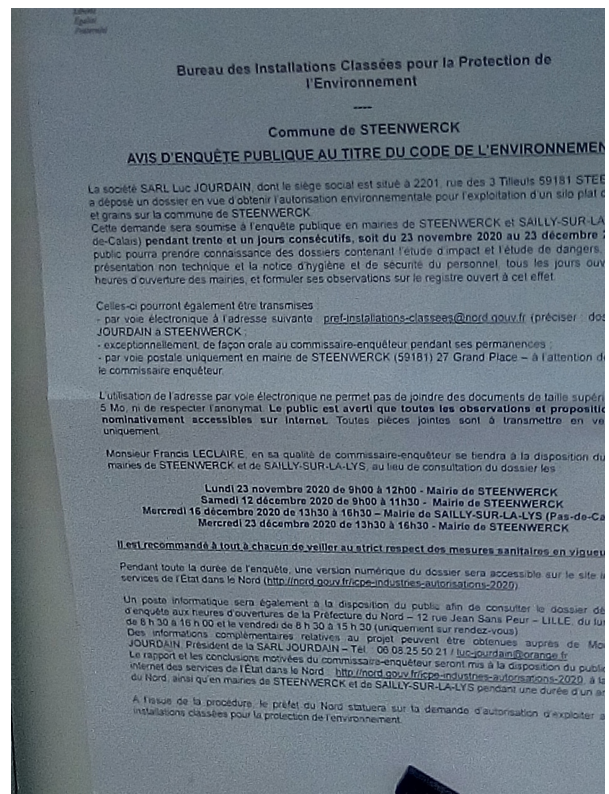 Liberté
Égalité
Fraternité
Bureau des Installations Classées pour la Protection de
l'Environnement
----
Commune de STEENWERCK
AVIS D'ENQUÊTE PUBLIQUE AU TITRE DU CODE DE L'ENVIRONNEMEN
La société SARL Luc JOURDAIN, dont le siège social est situé à 2201, rue des 3 Tilleuls 59181 STEE
a déposé un dossier en vue d'obtenir l'autorisation environnementale pour l'exploitation d'un silo plat
et grains sur la commune de STEENWERCK.
Cette demande sera soumise à l'enquête publique en mairies de STEENWERCK et SAILLY-SUR-LA
de-Calais) pendant trente et un jours consécutifs, soit du 23 novembre 2020 au 23 décembre 2
public pourra prendre connaissance des dossiers contenant l'étude d'impact et l'étude de dangers,
présentation non technique et la notice d'hygiène et de sécurité du personnel, tous les jours ouv
heures d'ouverture des mairies, et formuler ses observations sur le registre ouvert à cet effet.
Celles-ci pourront également être transmises :
- par voie électronique à l'adresse suivante : pref-installations-classees@nord.gouv.fr (préciser : dos
JOURDAIN à STEENWERCK ;
- exceptionnellement, de façon orale au commissaire-enquêteur pendant ses permanences ;
- par voie postale uniquement en mairie de STEENWERCK (59181) 27 Grand Place – à l'attention de
le commissaire enquêteur.
L'utilisation de l'adresse par voie électronique ne permet pas de joindre des documents de taille supéri
5 Mo, ni de respecter l'anonymat. Le public est averti que toutes les observations et propositio
nominativement accessibles sur Internet. Toutes pièces jointes sont à transmettre en ve
uniquement.
Monsieur Francis LECLAIRE, en sa qualité de commissaire-enquêteur se tiendra à la disposition du
mairies de STEENWERCK et de SAILLY-SUR-LA-LYS, au lieu de consultation du dossier les :
Lundi 23 novembre 2020 de 9h00 à 12h00 - Mairie de STEENWERCK
Samedi 12 décembre 2020 de 9h00 à 11h30 - Mairie de STEENWERCK
Mercredi 16 décembre 2020 de 13h30 à 16h30 – Mairie de SAILLY-SUR-LA-LYS (Pas-de-Ca
Mercredi 23 décembre 2020 de 13h30 à 16h30 - Mairie de STEENWERCK
Il est recommandé à tout à chacun de veiller au strict respect des mesures sanitaires en vigueu
Pendant toute la durée de l'enquête, une version numérique du dossier sera accessible sur le site i
services de l'État dans le Nord (http://nord.gouv.fr/icpe-industries-autorisations-2020).
Un poste informatique sera également à la disposition du public afin de consulter le dossier dé
d'enquête aux heures d'ouvertures de la Préfecture du Nord – 12 rue Jean Sans Peur – LILLE, du lu
de 8 h 30 à 16 h 00 et le vendredi de 8 h 30 à 15 h 30 (uniquement sur rendez-vous)
Des informations complémentaires relatives au projet peuvent être obtenues auprès de Mo
JOURDAIN, Président de la SARL JOURDAIN – Tél. : 06 08 25 50 21 / luc-jourdain@orange.fr
Le rapport et les conclusions motivées du commissaire-enquêteur seront mis à la disposition du public
internet des services de l'État dans le Nord : http://nord.gouv.fr/icpe-industries-autorisations-2020, à la
du Nord, ainsi qu'en mairies de STEENWERCK et de SAILLY-SUR-LA-LYS pendant une durée d'un an
A l'issue de la procédure, le préfet du Nord statuera sur la demande d'autorisation d'exploiter a
installations classées pour la protection de l'environnement.